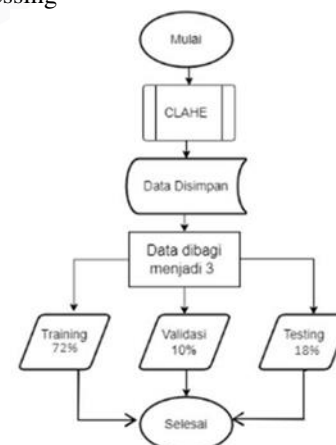 Mulai
CLAHE
Data Disimpan
Data dibagi
menjadi 3
Training
72%
Validasi
10%
Testing
18%
Selesai